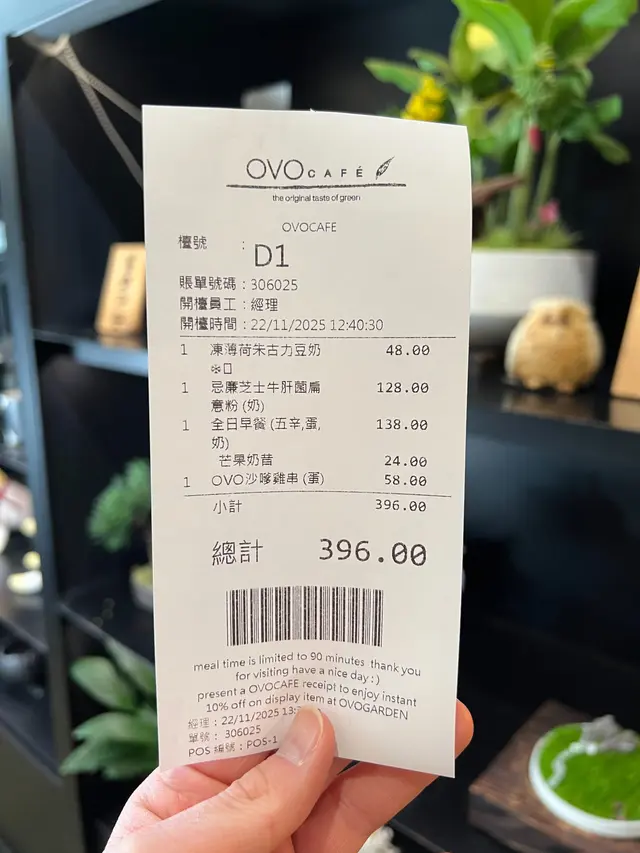 OVO CAFÉ
the original taste of green
OVOCAFE
檯號 : D1
賬單號碼：306025
開檯員工：經理
開檯時間：22/11/2025 12:40:30
1 凍薄荷朱古力豆奶 48.00
❄□
1 忌廉芝士牛肝菌扁 128.00
意粉 (奶)
1 全日早餐 (五辛,蛋, 138.00
奶)
芒果奶昔 24.00
1 OVO沙嗲雞串 (蛋) 58.00
小計 396.00
總計 396.00
meal time is limited to 90 minutes thank you
for visiting have a nice day : )
present a OVOCAFE receipt to enjoy instant
10% off on display item at OVOGARDEN
經理：22/11/2025 13:
單號： 306025
POS 編號：POS-1